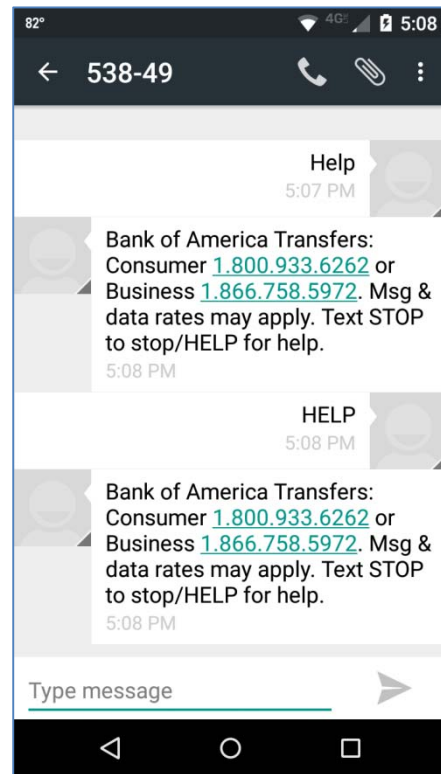 82° 4G 5:08
538-49
Help
5:07 PM
Bank of America Transfers:
Consumer 1.800.933.6262 or
Business 1.866.758.5972. Msg &
data rates may apply. Text STOP
to stop/HELP for help.
5:08 PM
HELP
5:08 PM
Bank of America Transfers:
Consumer 1.800.933.6262 or
Business 1.866.758.5972. Msg &
data rates may apply. Text STOP
to stop/HELP for help.
5:08 PM
Type message